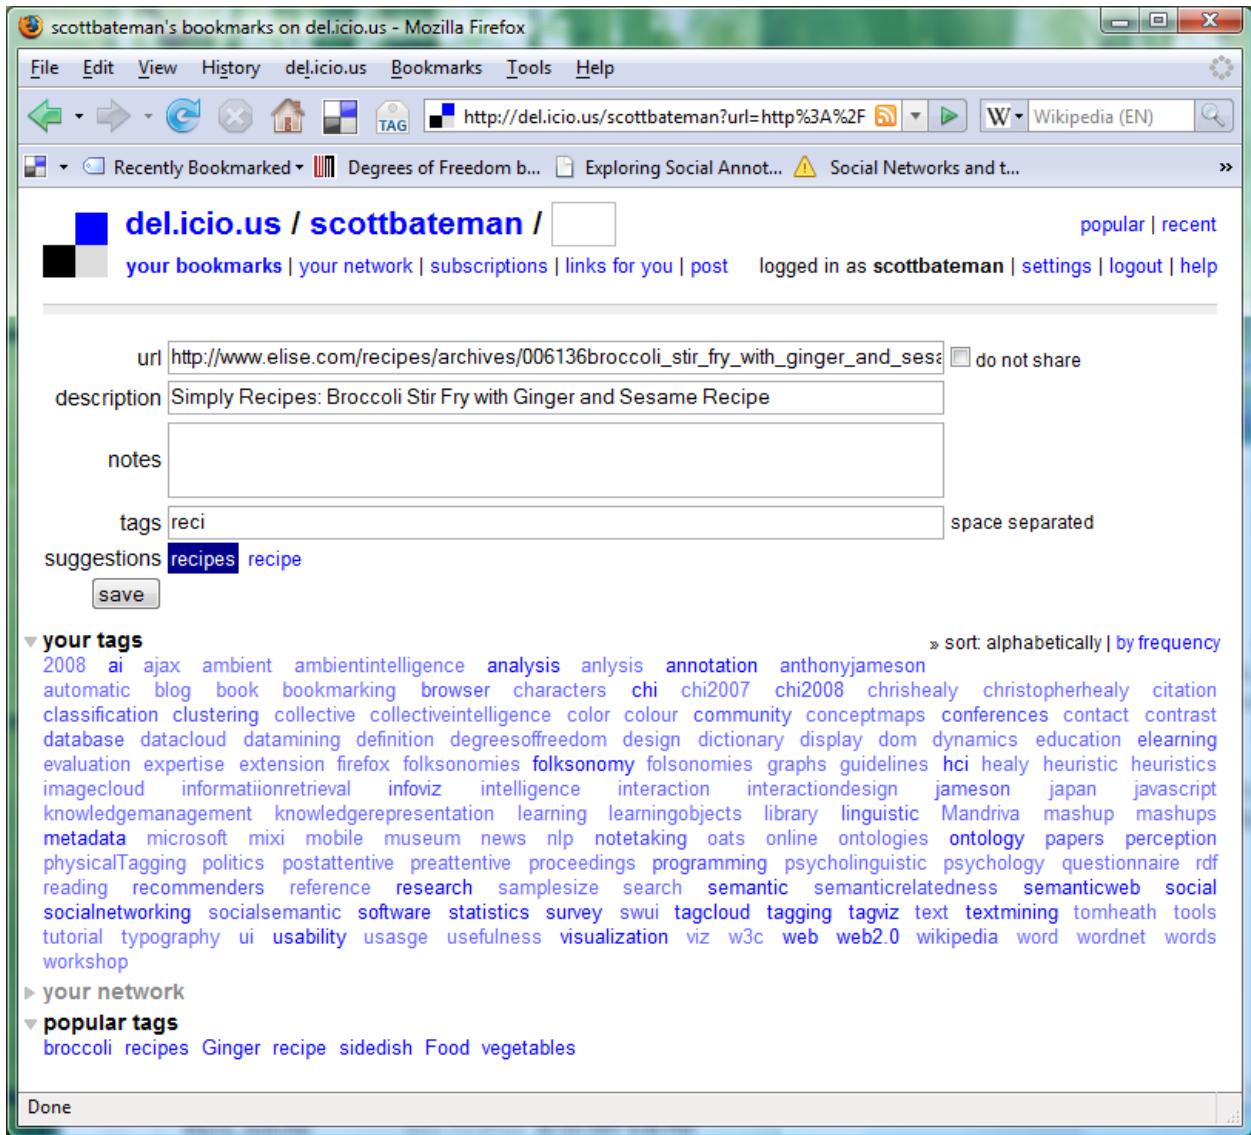 scottbateman's bookmarks on del.icio.us - Mozilla Firefox
File Edit View History del.icio.us Bookmarks Tools Help
TAG http://del.icio.us/scottbateman?url=http%3A%2F W Wikipedia (EN)
Recently Bookmarked Degrees of Freedom b... Exploring Social Annot... Social Networks and t... »
del.icio.us / scottbateman /
popular | recent
your bookmarks | your network | subscriptions | links for you | post logged in as scottbateman | settings | logout | help
url http://www.elise.com/recipes/archives/006136broccoli_stir_fry_with_ginger_and_sesa do not share
description Simply Recipes: Broccoli Stir Fry with Ginger and Sesame Recipe
notes
tags reci space separated
suggestions recipes recipe
save
your tags » sort: alphabetically | by frequency
2008 ai ajax ambient ambientintelligence analysis anlysis annotation anthonyjameson
automatic blog book bookmarking browser characters chi chi2007 chi2008 chrishealy christopherhealy citation
classification clustering collective collectiveintelligence color colour community conceptmaps conferences contact contrast
database datacloud datamining definition degreesoffreedom design dictionary display dom dynamics education elearning
evaluation expertise extension firefox folksonomies folksonomy folsonomies graphs guidelines hci healy heuristic heuristics
imagecloud informatiionretrieval infoviz intelligence interaction interactiondesign jameson japan javascript
knowledgemanagement knowledgerepresentation learning learningobjects library linguistic Mandriva mashup mashups
metadata microsoft mixi mobile museum news nlp notetaking oats online ontologies ontology papers perception
physicalTagging politics postattentive preattentive proceedings programming psycholinguistic psychology questionnaire rdf
reading recommenders reference research samplesize search semantic semanticrelatedness semanticweb social
socialnetworking socialsemantic software statistics survey swui tagcloud tagging tagviz text textmining tomheath tools
tutorial typography ui usability usasge usefulness visualization viz w3c web web2.0 wikipedia word wordnet words
workshop
your network
popular tags
broccoli recipes Ginger recipe sidedish Food vegetables
Done